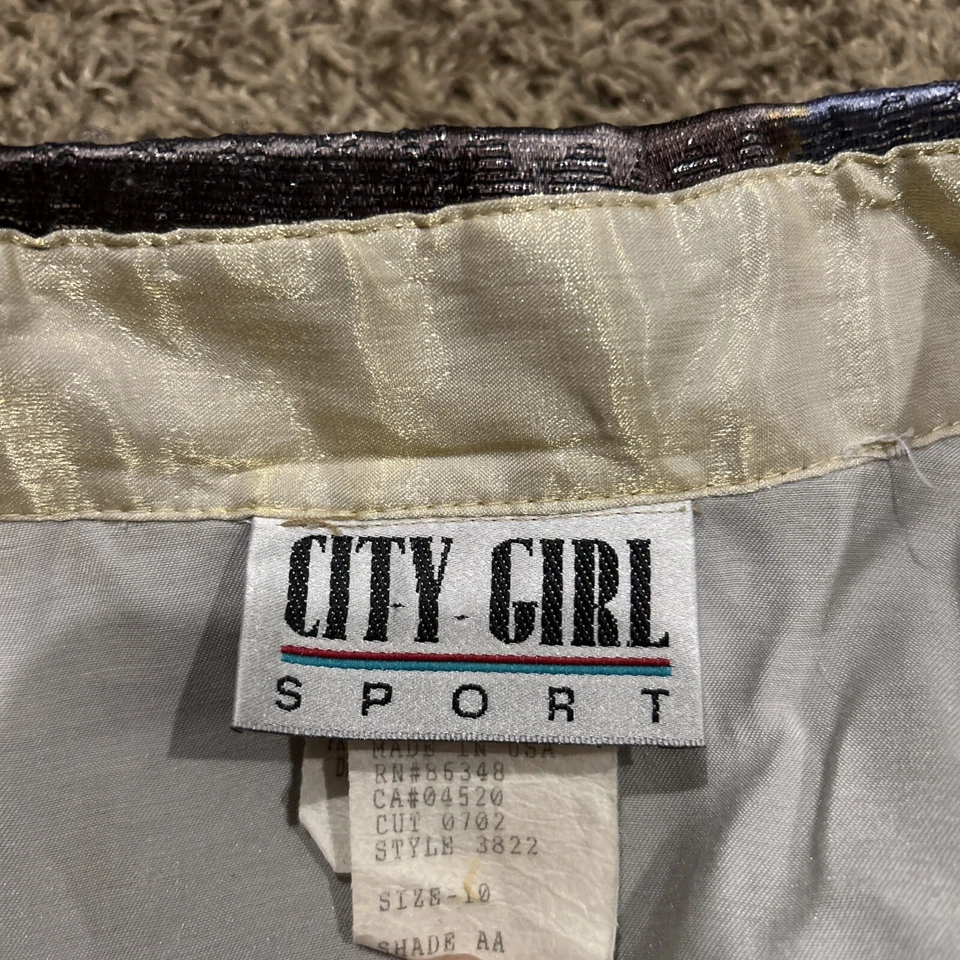 CITY-GIRL
SPORT
MADE IN USA
RN#86348
CA#04520
CUT 0702
STYLE 3822
SIZE-10
SHADE AA